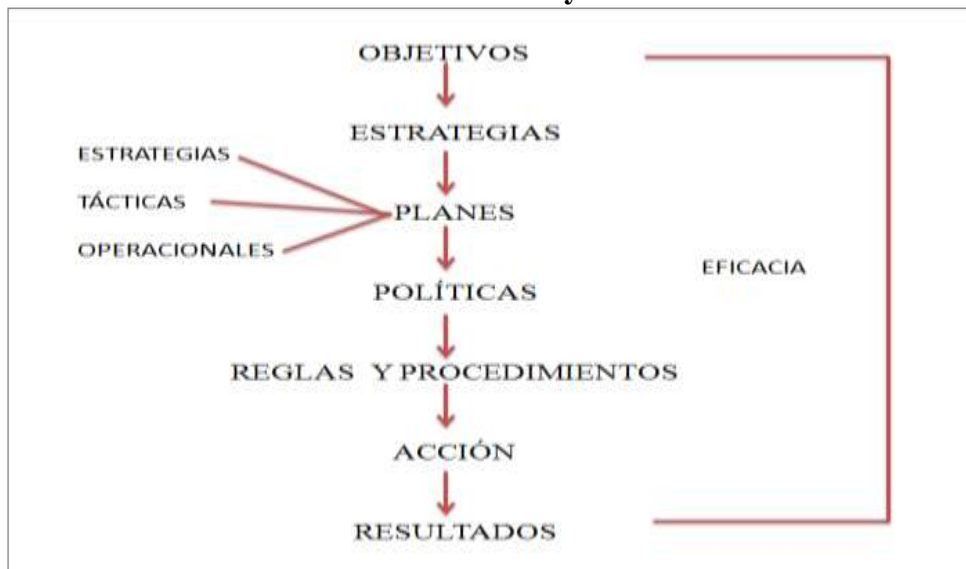 OBJETIVOS
ESTRATEGIAS
ESTRATEGIAS
TÁCTICAS
PLANES
OPERACIONALES
EFICACIA
POLÍTICAS
REGLAS Y PROCEDIMIENTOS
ACCIÓN
RESULTADOS